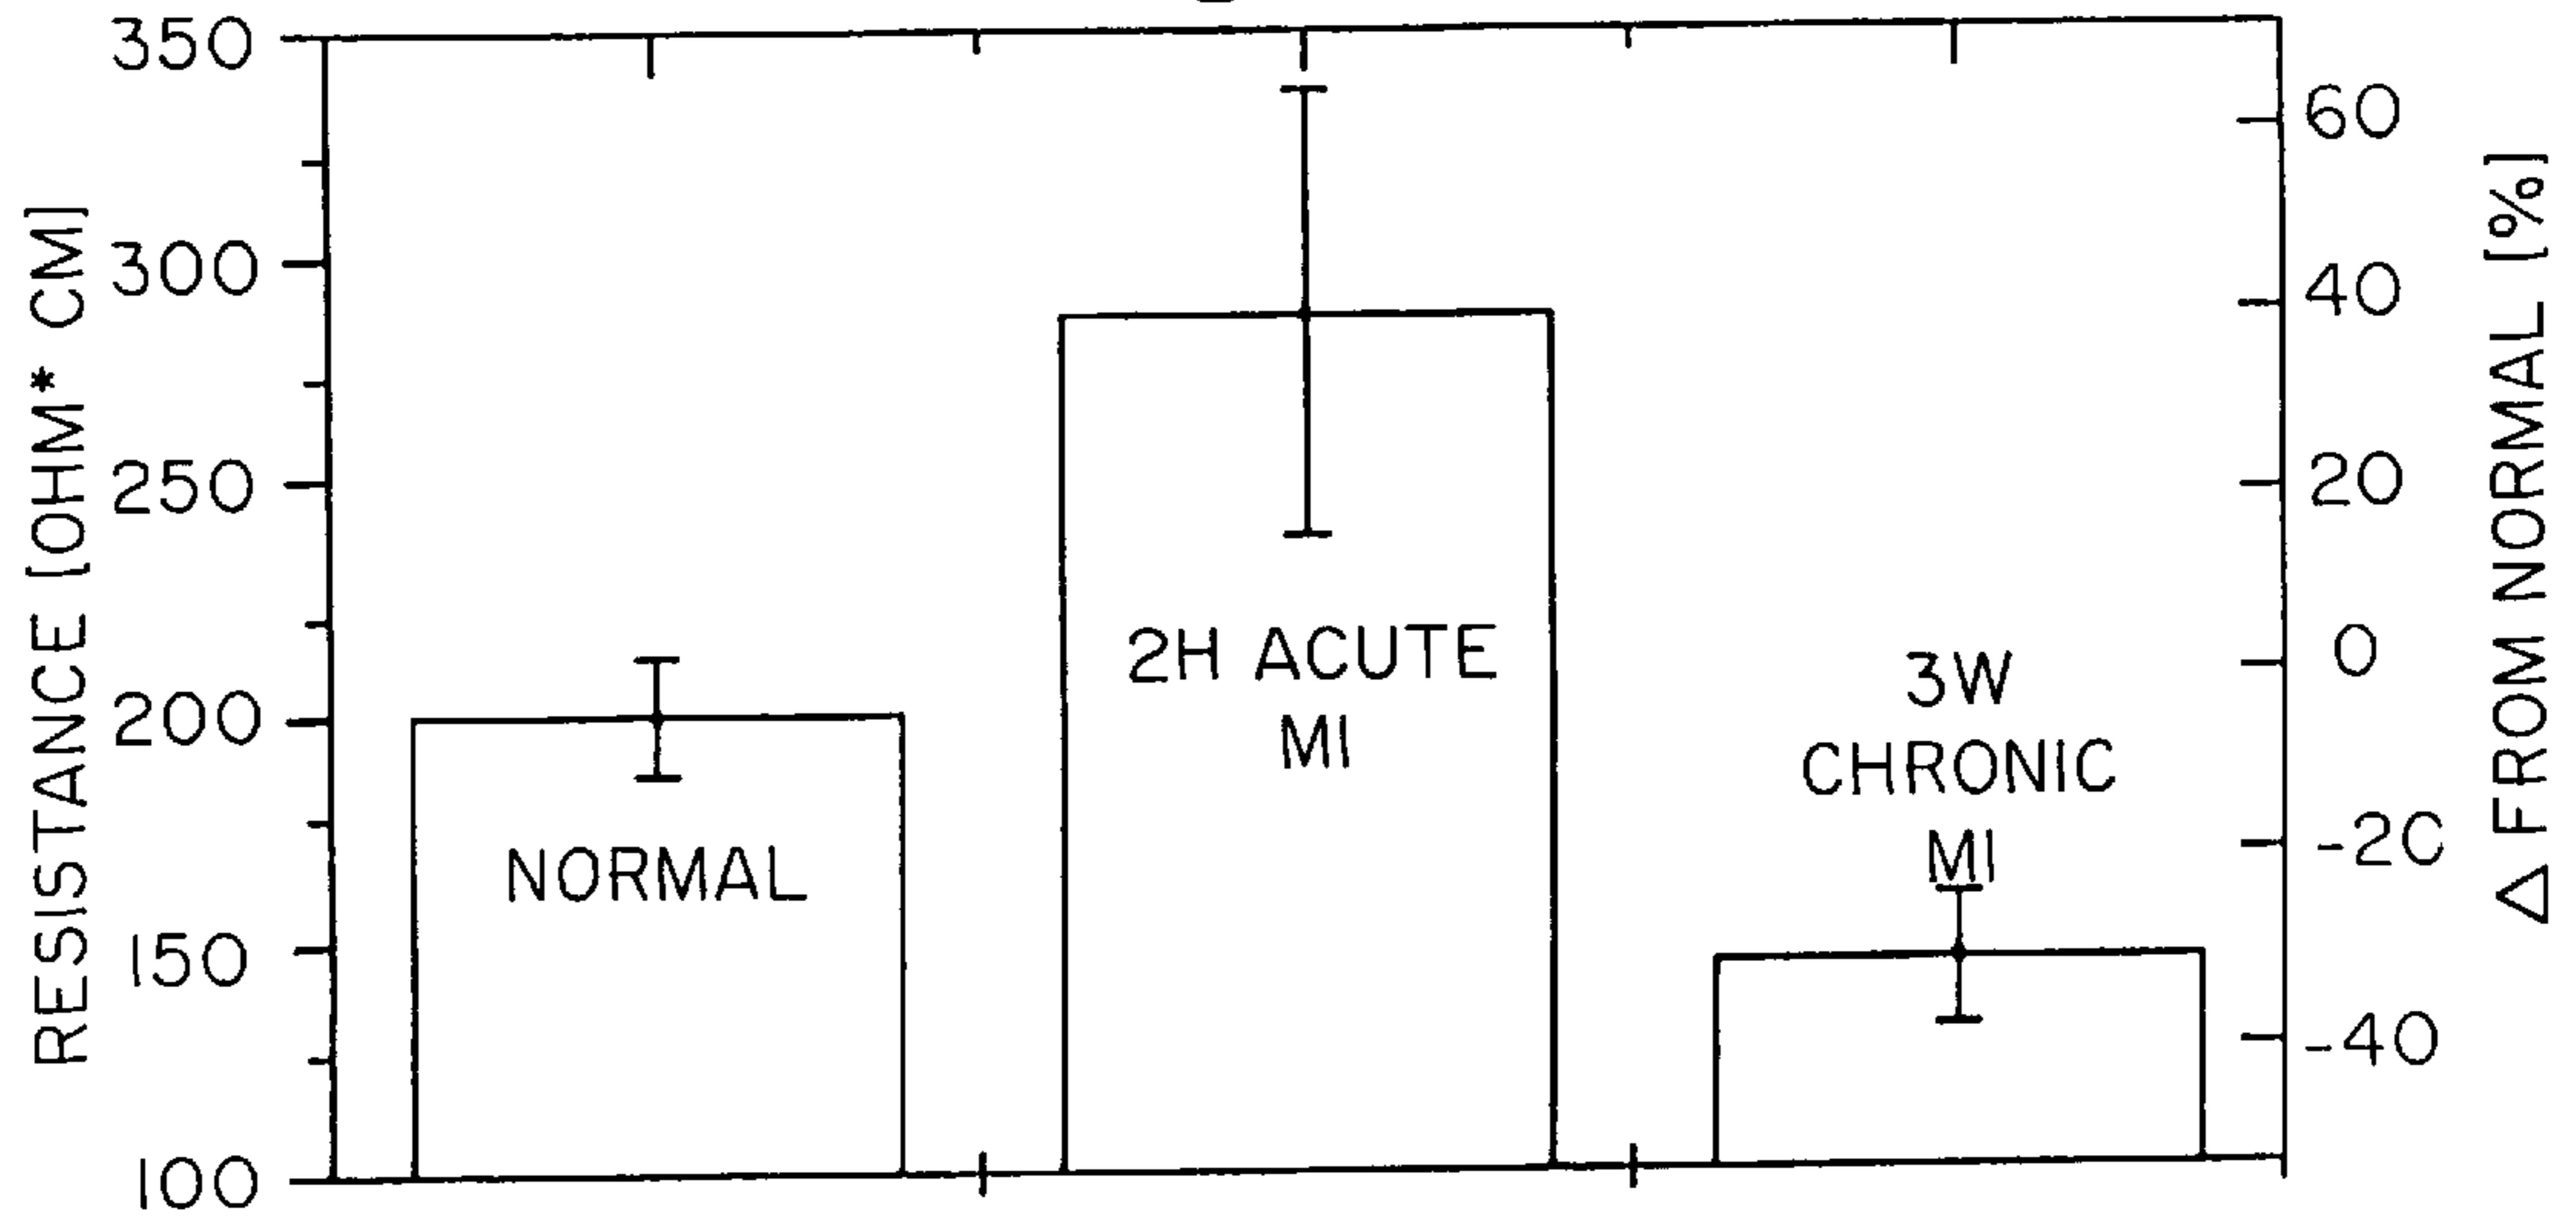 RESISTANCE [OHM* CM]
350
300
250
200
150
100
NORMAL
2H ACUTE
MI
3W
CHRONIC
MI
60
40
20
0
-20
-40
Δ FROM NORMAL [%]